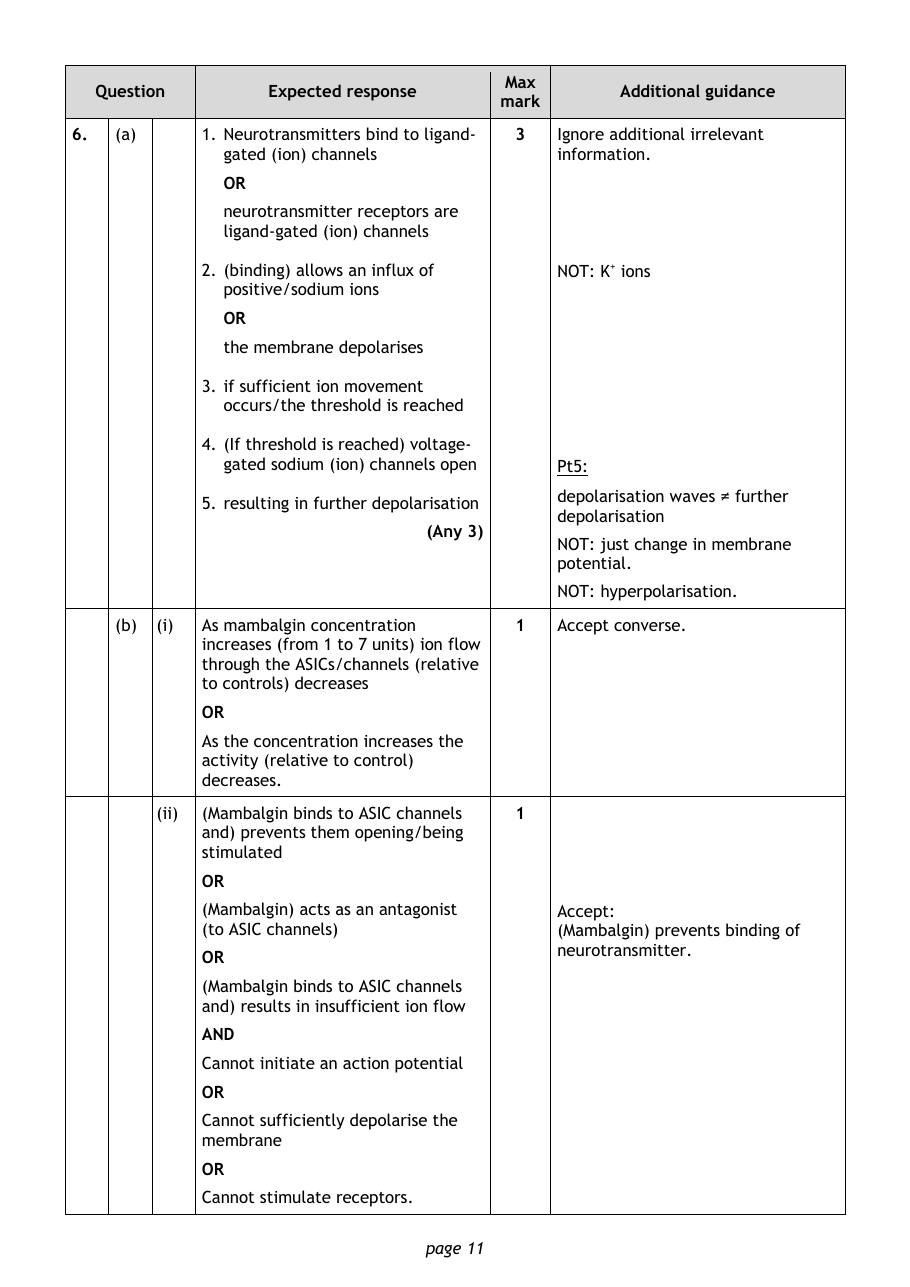 Question
Expected response
Max
mark
Additional guidance
6.
(a)
1. Neurotransmitters bind to ligand-
gated (ion) channels
OR
neurotransmitter receptors are
ligand-gated (ion) channels
2. (binding) allows an influx of
positive/sodium ions
OR
the membrane depolarises
3. if sufficient ion movement
occurs/the threshold is reached
4. (If threshold is reached) voltage-
gated sodium (ion) channels open
5. resulting in further depolarisation
(Any 3)
3
Ignore additional irrelevant
information.
NOT: K⁺ ions
Pt5:
depolarisation waves ≠ further
depolarisation
NOT: just change in membrane
potential.
NOT: hyperpolarisation.
(b)
(i)
As mambalgin concentration
increases (from 1 to 7 units) ion flow
through the ASICs/channels (relative
to controls) decreases
OR
As the concentration increases the
activity (relative to control)
decreases.
1
Accept converse.
(ii)
(Mambalgin binds to ASIC channels
and) prevents them opening/being
stimulated
OR
(Mambalgin) acts as an antagonist
(to ASIC channels)
OR
(Mambalgin binds to ASIC channels
and) results in insufficient ion flow
AND
Cannot initiate an action potential
OR
Cannot sufficiently depolarise the
membrane
OR
Cannot stimulate receptors.
1
Accept:
(Mambalgin) prevents binding of
neurotransmitter.
page 11